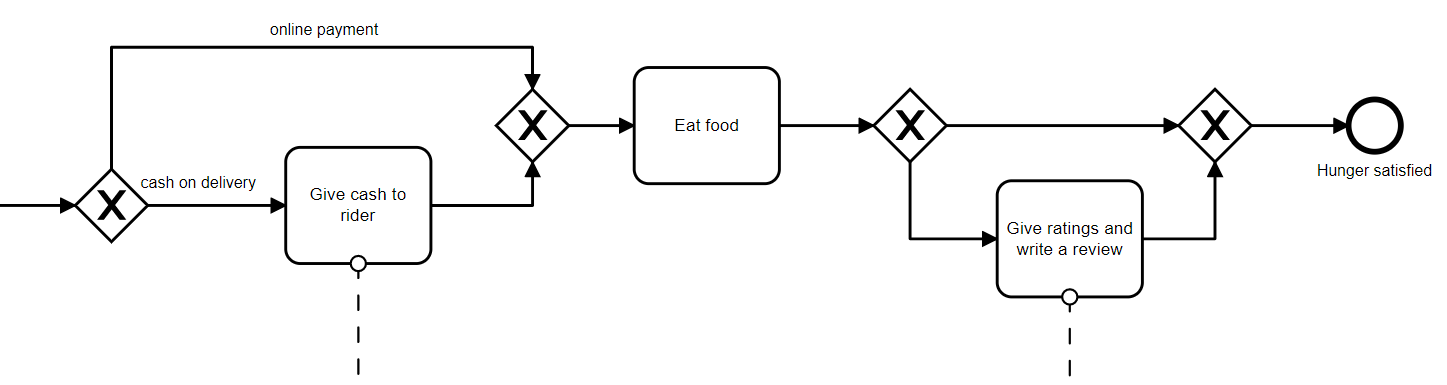 online payment
cash on delivery
Give cash to
rider
Eat food
Give ratings and
write a review
Hunger satisfied